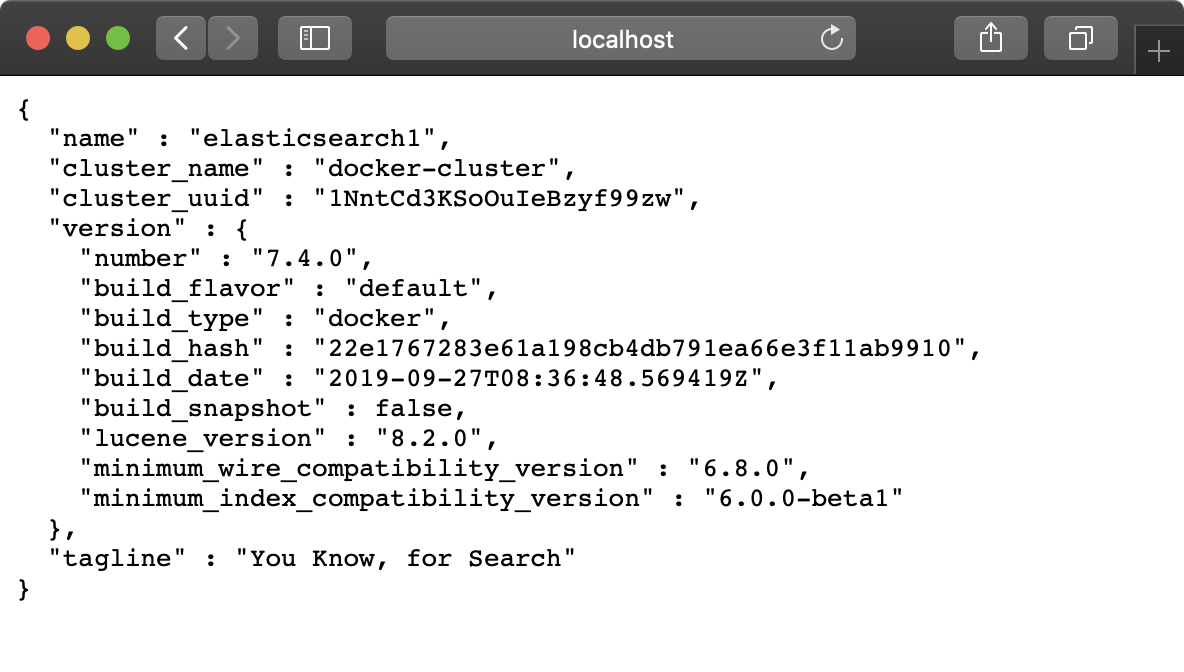 localhost
{
  "name" : "elasticsearch1",
  "cluster_name" : "docker-cluster",
  "cluster_uuid" : "1NntCd3KSoOuIeBzyf99zw",
  "version" : {
    "number" : "7.4.0",
    "build_flavor" : "default",
    "build_type" : "docker",
    "build_hash" : "22e1767283e61a198cb4db791ea66e3f11ab9910",
    "build_date" : "2019-09-27T08:36:48.569419Z",
    "build_snapshot" : false,
    "lucene_version" : "8.2.0",
    "minimum_wire_compatibility_version" : "6.8.0",
    "minimum_index_compatibility_version" : "6.0.0-beta1"
  },
  "tagline" : "You Know, for Search"
}